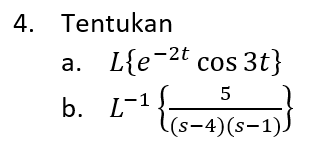 4. Tentukan
a. L{e⁻²ᵗ cos 3t}
b. L⁻¹ {5/((s−4)(s−1))}